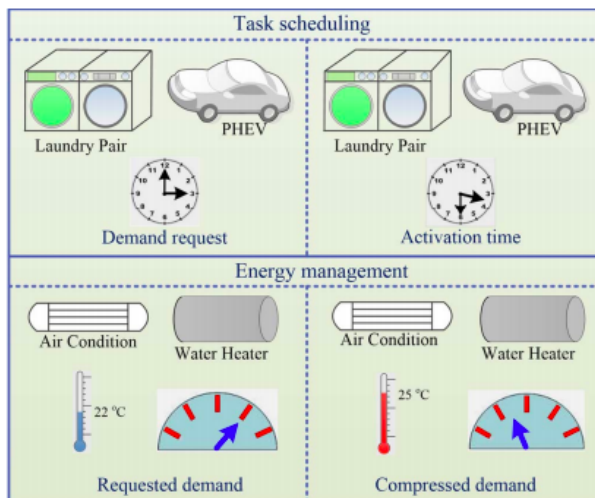 Task scheduling
Laundry Pair
PHEV
Demand request
Laundry Pair
PHEV
Activation time
Energy management
Air Condition
Water Heater
22 °C
Requested demand
Air Condition
Water Heater
25 °C
Compressed demand